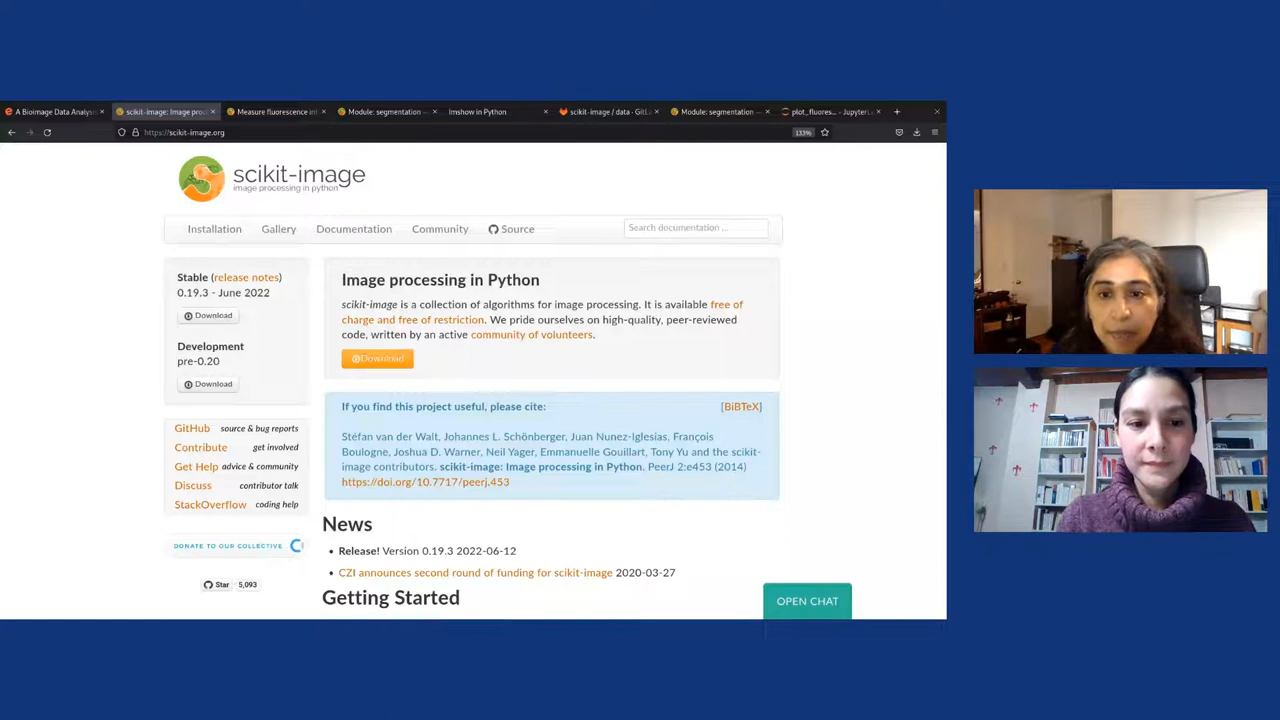 A Bioimage Data Analysis
scikit-image: Image proc
Measure fluorescence int
Module: segmentation —
Imshow in Python
scikit-image / data · GitL
Module: segmentation —
plot_fluores... - JupyterL
https://scikit-image.org
133%
scikit-image
image processing in python
Installation
Gallery
Documentation
Community
Source
Search documentation ...
Stable (release notes)
0.19.3 - June 2022
Download
Development
pre-0.20
Download
GitHub source & bug reports
Contribute get involved
Get Help advice & community
Discuss contributor talk
StackOverflow coding help
DONATE TO OUR COLLECTIVE
Star 5,093
Image processing in Python
scikit-image is a collection of algorithms for image processing. It is available free of
charge and free of restriction. We pride ourselves on high-quality, peer-reviewed
code, written by an active community of volunteers.
Download
If you find this project useful, please cite: [BiBTeX]
Stéfan van der Walt, Johannes L. Schönberger, Juan Nunez-Iglesias, François
Boulogne, Joshua D. Warner, Neil Yager, Emmanuelle Gouillart, Tony Yu and the scikit-
image contributors. scikit-image: Image processing in Python. PeerJ 2:e453 (2014)
https://doi.org/10.7717/peerj.453
News
• Release! Version 0.19.3 2022-06-12
• CZI announces second round of funding for scikit-image 2020-03-27
Getting Started
OPEN CHAT